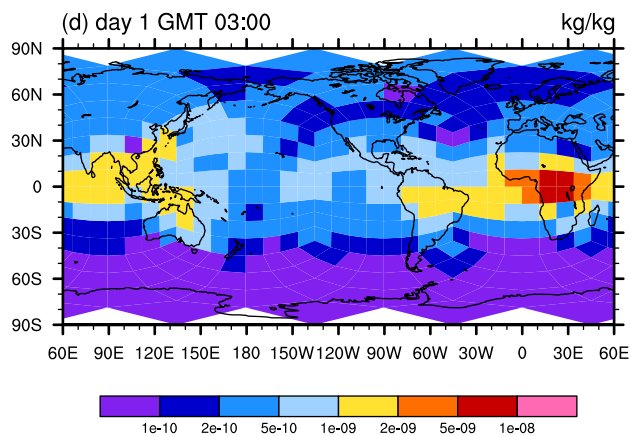 (d) day 1 GMT 03:00 kg/kg
90N
60N
30N
0
30S
60S
90S
60E 90E 120E 150E 180 150W 120W 90W 60W 30W 0 30E 60E
1e-10 2e-10 5e-10 1e-09 2e-09 5e-09 1e-08